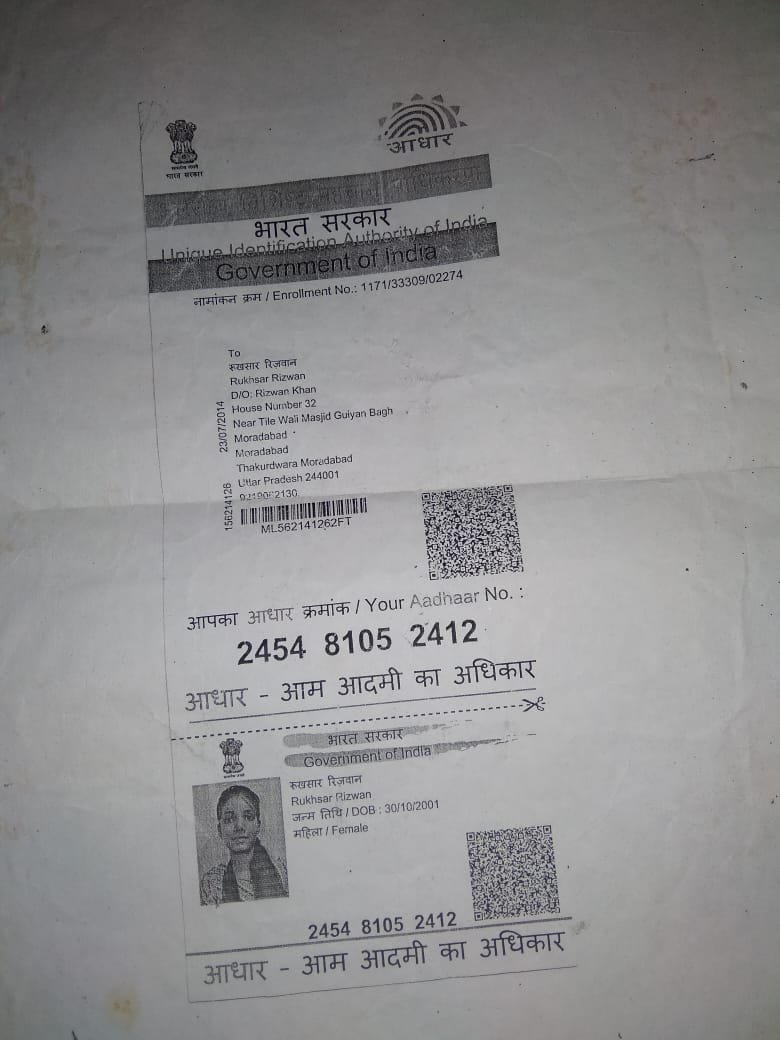 आधार
भारत सरकार
भारत सरकार
Unique Identification Authority of India
Government of India
नामांकन क्रम / Enrollment No.: 1171/33309/02274
To
रूखसार रिज़वान
Rukhsar Rizwan
D/O: Rizwan Khan
House Number 32
Near Tile Wali Masjid Guiyan Bagh
Moradabad
Moradabad
Thakurdwara Moradabad
Uttar Pradesh 244001
23/07/2014
156214126
ML562141262FT
आपका आधार क्रमांक / Your Aadhaar No. :
2454 8105 2412
आधार - आम आदमी का अधिकार
भारत सरकार
Government of India
रूखसार रिज़वान
Rukhsar Rizwan
जन्म तिथि / DOB : 30/10/2001
महिला / Female
2454 8105 2412
आधार - आम आदमी का अधिकार